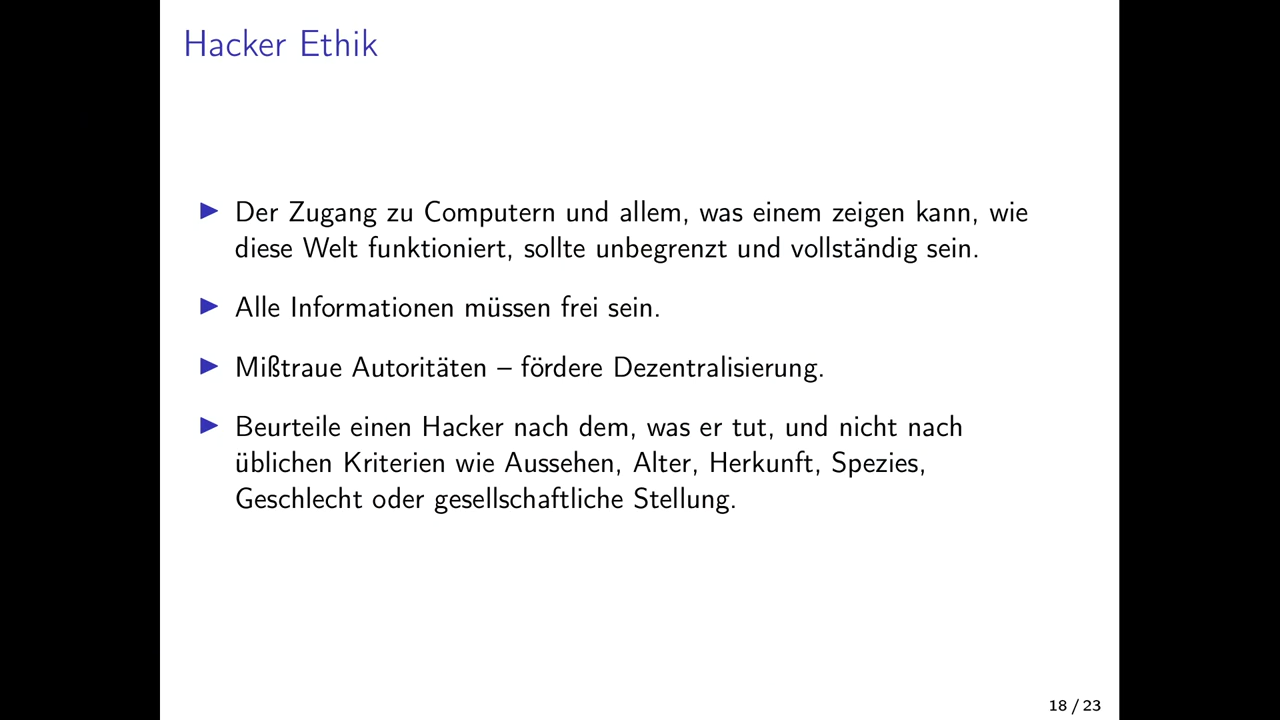 Hacker Ethik
Der Zugang zu Computern und allem, was einem zeigen kann, wie
diese Welt funktioniert, sollte unbegrenzt und vollständig sein.
Alle Informationen müssen frei sein.
Mißtraue Autoritäten – fördere Dezentralisierung.
Beurteile einen Hacker nach dem, was er tut, und nicht nach
üblichen Kriterien wie Aussehen, Alter, Herkunft, Spezies,
Geschlecht oder gesellschaftliche Stellung.
18 / 23